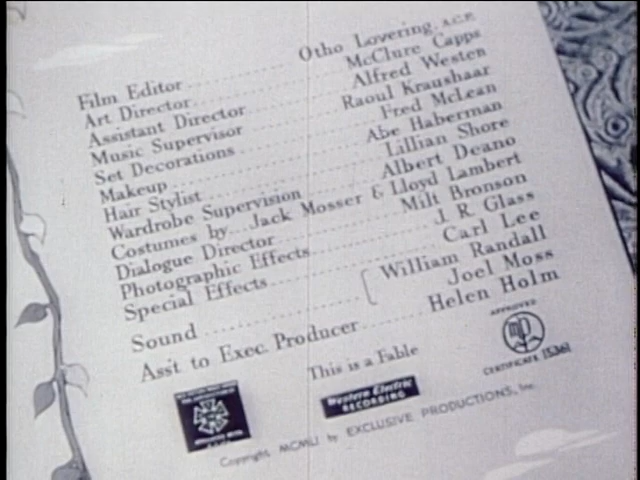 Film Editor Otho Lovering, A.C.E.
Art Director McClure Capps
Assistant Director Alfred Westen
Music Supervisor Raoul Kraushaar
Set Decorations Fred McLean
Makeup Abe Haberman
Hair Stylist Lillian Shore
Wardrobe Supervision Albert Deano
Costumes by Jack Mosser & Lloyd Lambert
Dialogue Director Milt Bronson
Photographic Effects J. R. Glass
Special Effects Carl Lee
Sound William Randall
Joel Moss
Ass't to Exec. Producer Helen Holm
This is a Fable
APPROVED
CERTIFICATE
Western Electric
RECORDING
Copyright MCMLI by EXCLUSIVE PRODUCTIONS, Inc.